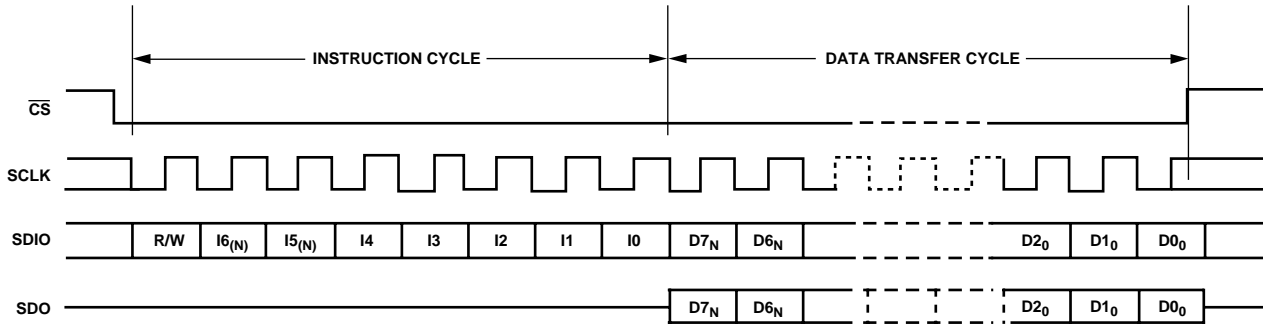 INSTRUCTION CYCLE DATA TRANSFER CYCLE
CS
SCLK
SDIO R/W I6(N) I5(N) I4 I3 I2 I1 I0 D7N D6N D20 D10 D00
SDO D7N D6N D20 D10 D00